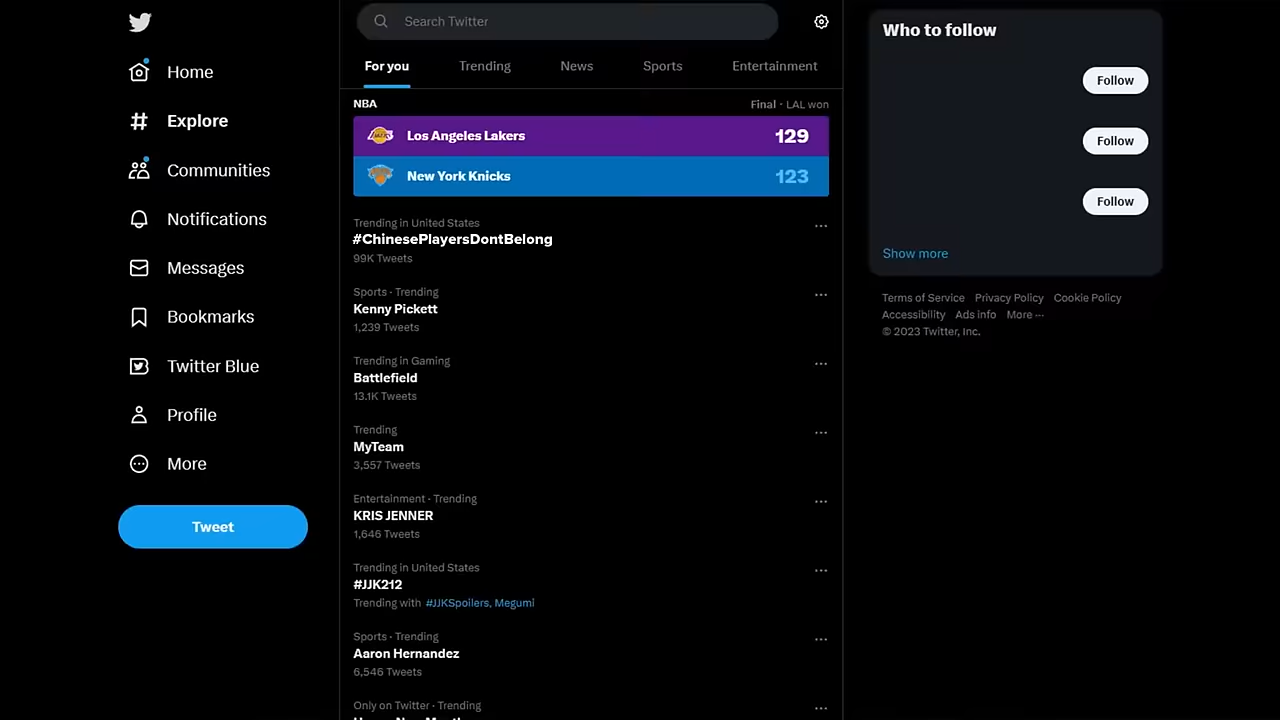 Home
Explore
Communities
Notifications
Messages
Bookmarks
Twitter Blue
Profile
More
Tweet
Search Twitter
For you Trending News Sports Entertainment
NBA Final · LAL won
Los Angeles Lakers 129
New York Knicks 123
Trending in United States
#ChinesePlayersDontBelong
99K Tweets
Sports · Trending
Kenny Pickett
1,239 Tweets
Trending in Gaming
Battlefield
13.1K Tweets
Trending
MyTeam
3,557 Tweets
Entertainment · Trending
KRIS JENNER
1,646 Tweets
Trending in United States
#JJK212
Trending with #JJKSpoilers, Megumi
Sports · Trending
Aaron Hernandez
6,546 Tweets
Only on Twitter · Trending
Who to follow
Follow
Follow
Follow
Show more
Terms of Service Privacy Policy Cookie Policy
Accessibility Ads info More ···
© 2023 Twitter, Inc.